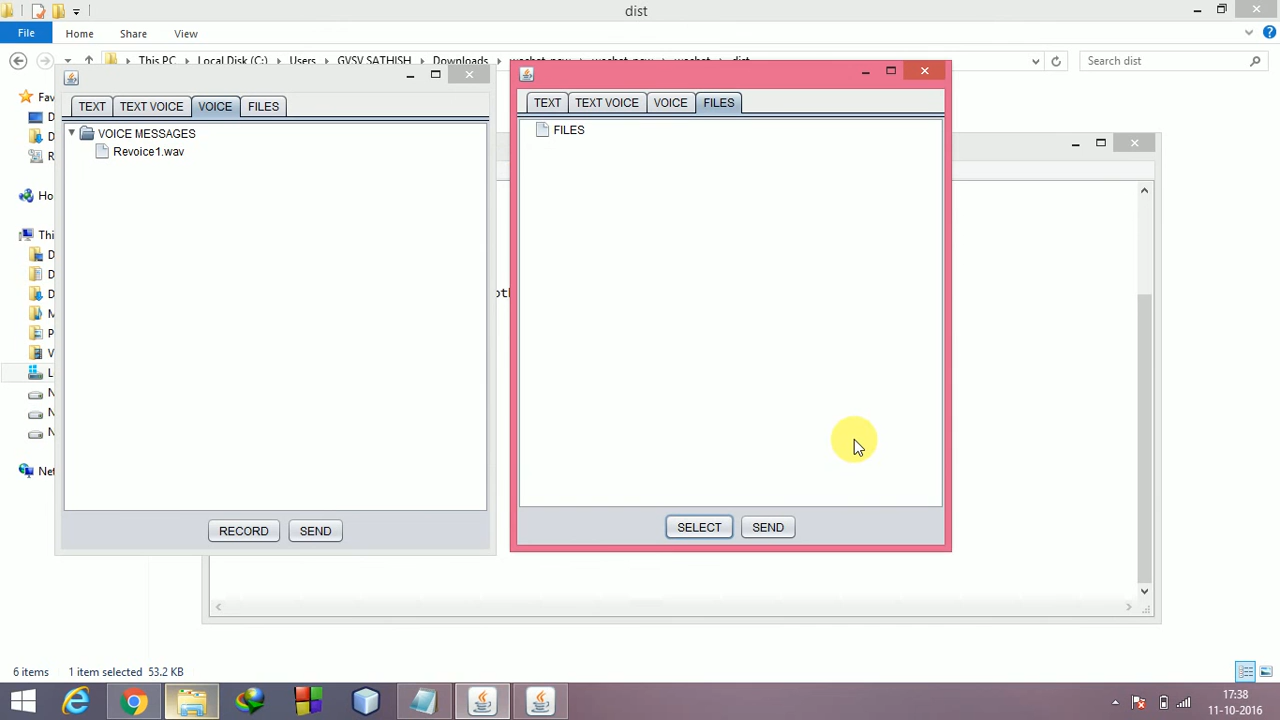 dist
File Home Share View
This PC Local Disk (C:) Users GVSV SATHISH Downloads dist
Search dist
TEXT TEXT VOICE VOICE FILES
VOICE MESSAGES
Revoice1.wav
RECORD SEND
TEXT TEXT VOICE VOICE FILES
FILES
SELECT SEND
6 items 1 item selected 53.2 KB
17:38
11-10-2016